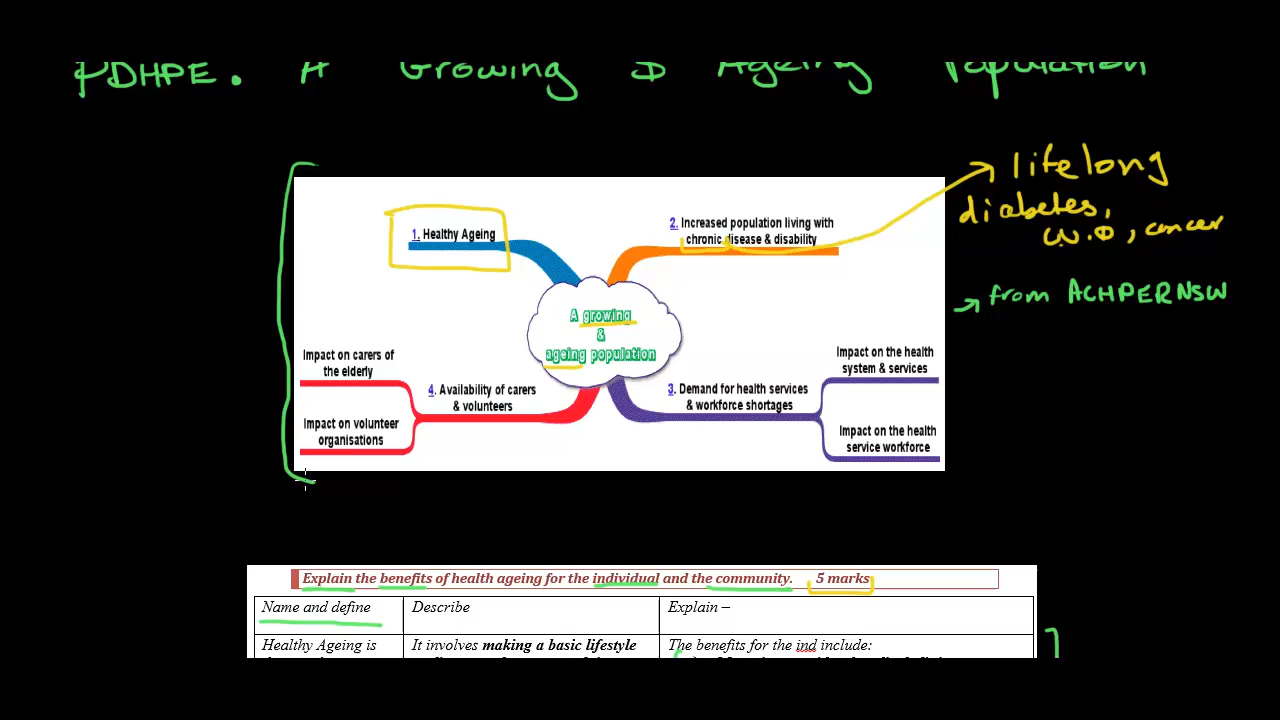 PDHPE. A Growing & Ageing Population
lifelong
diabetes,
C.V.D, cancer
→ from ACHPERNSW
1. Healthy Ageing
2. Increased population living with
chronic disease & disability
A growing
&
ageing population
Impact on carers of
the elderly
Impact on volunteer
organisations
4. Availability of carers
& volunteers
3. Demand for health services
& workforce shortages
Impact on the health
system & services
Impact on the health
service workforce
Explain the benefits of health ageing for the individual and the community. 5 marks
Name and define Describe Explain –
Healthy Ageing is It involves making a basic lifestyle The benefits for the ind include: